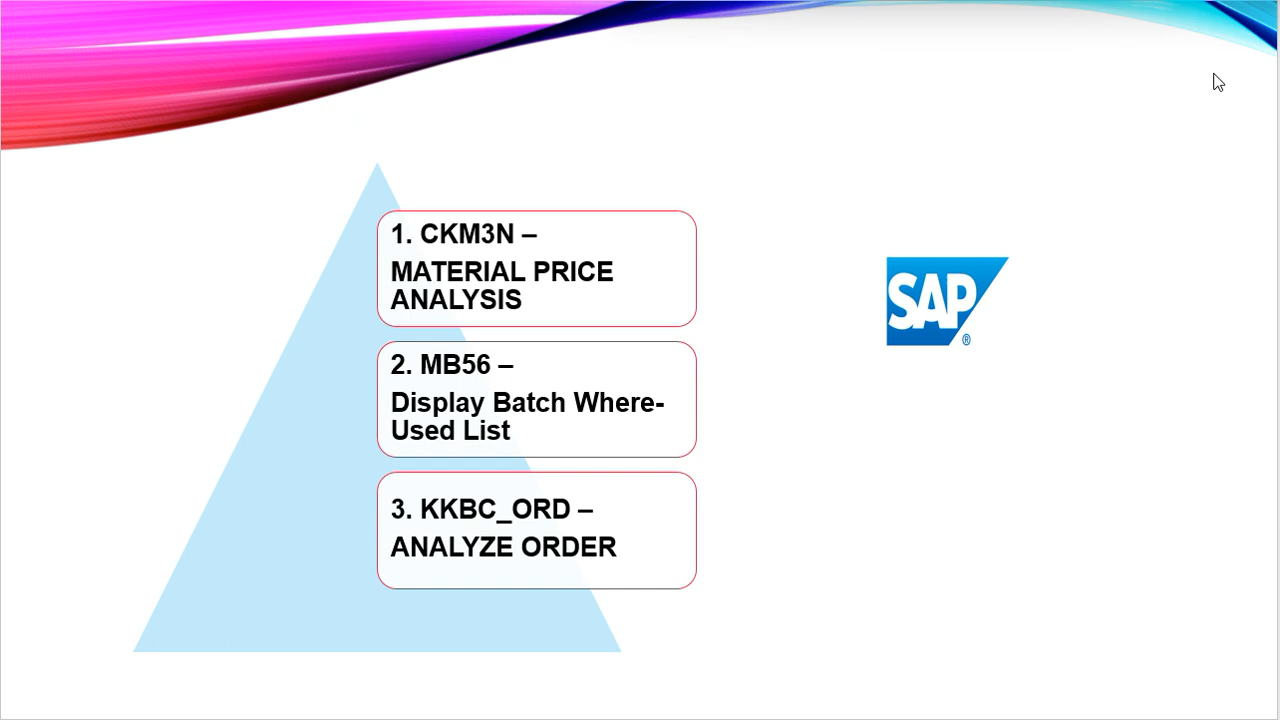 1. CKM3N –
MATERIAL PRICE
ANALYSIS
2. MB56 –
Display Batch Where-
Used List
3. KKBC_ORD –
ANALYZE ORDER
SAP
®